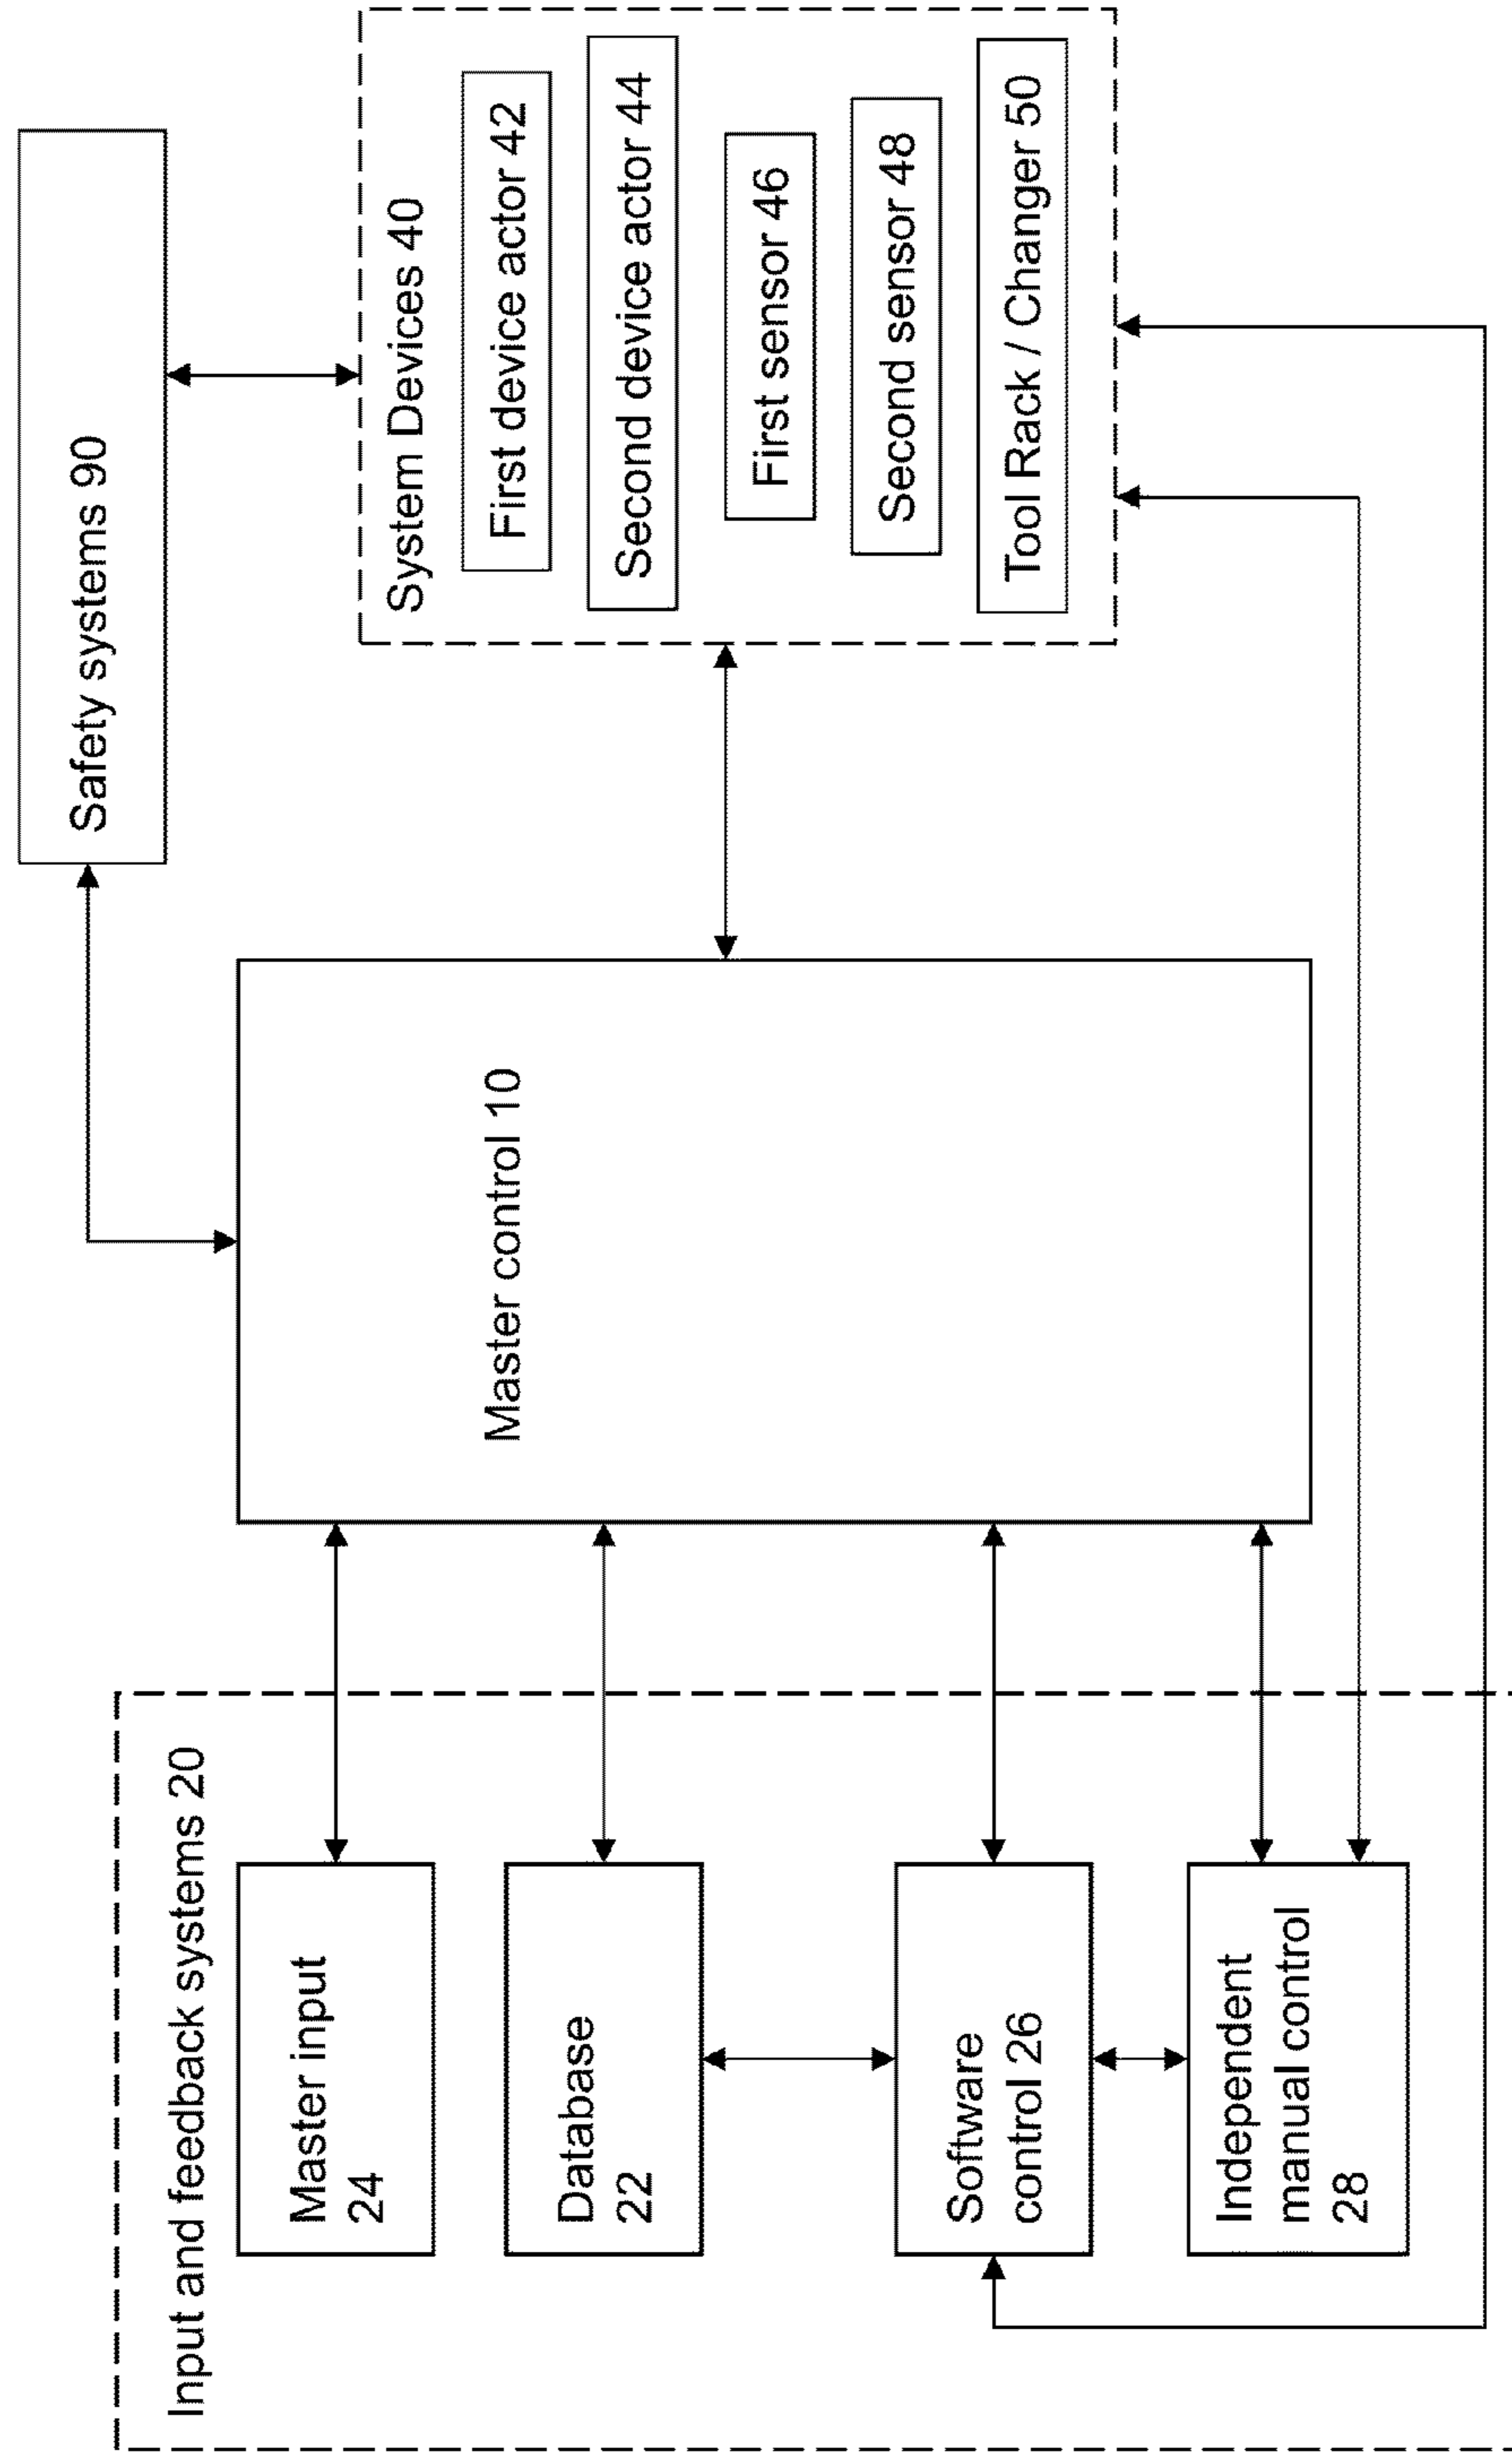 Input and feedback systems 20
Master input
24
Database
22
Software
control 26
Independent
manual control
28
Master control 10
Safety systems 90
System Devices 40
First device actor 42
Second device actor 44
First sensor 46
Second sensor 48
Tool Rack / Changer 50